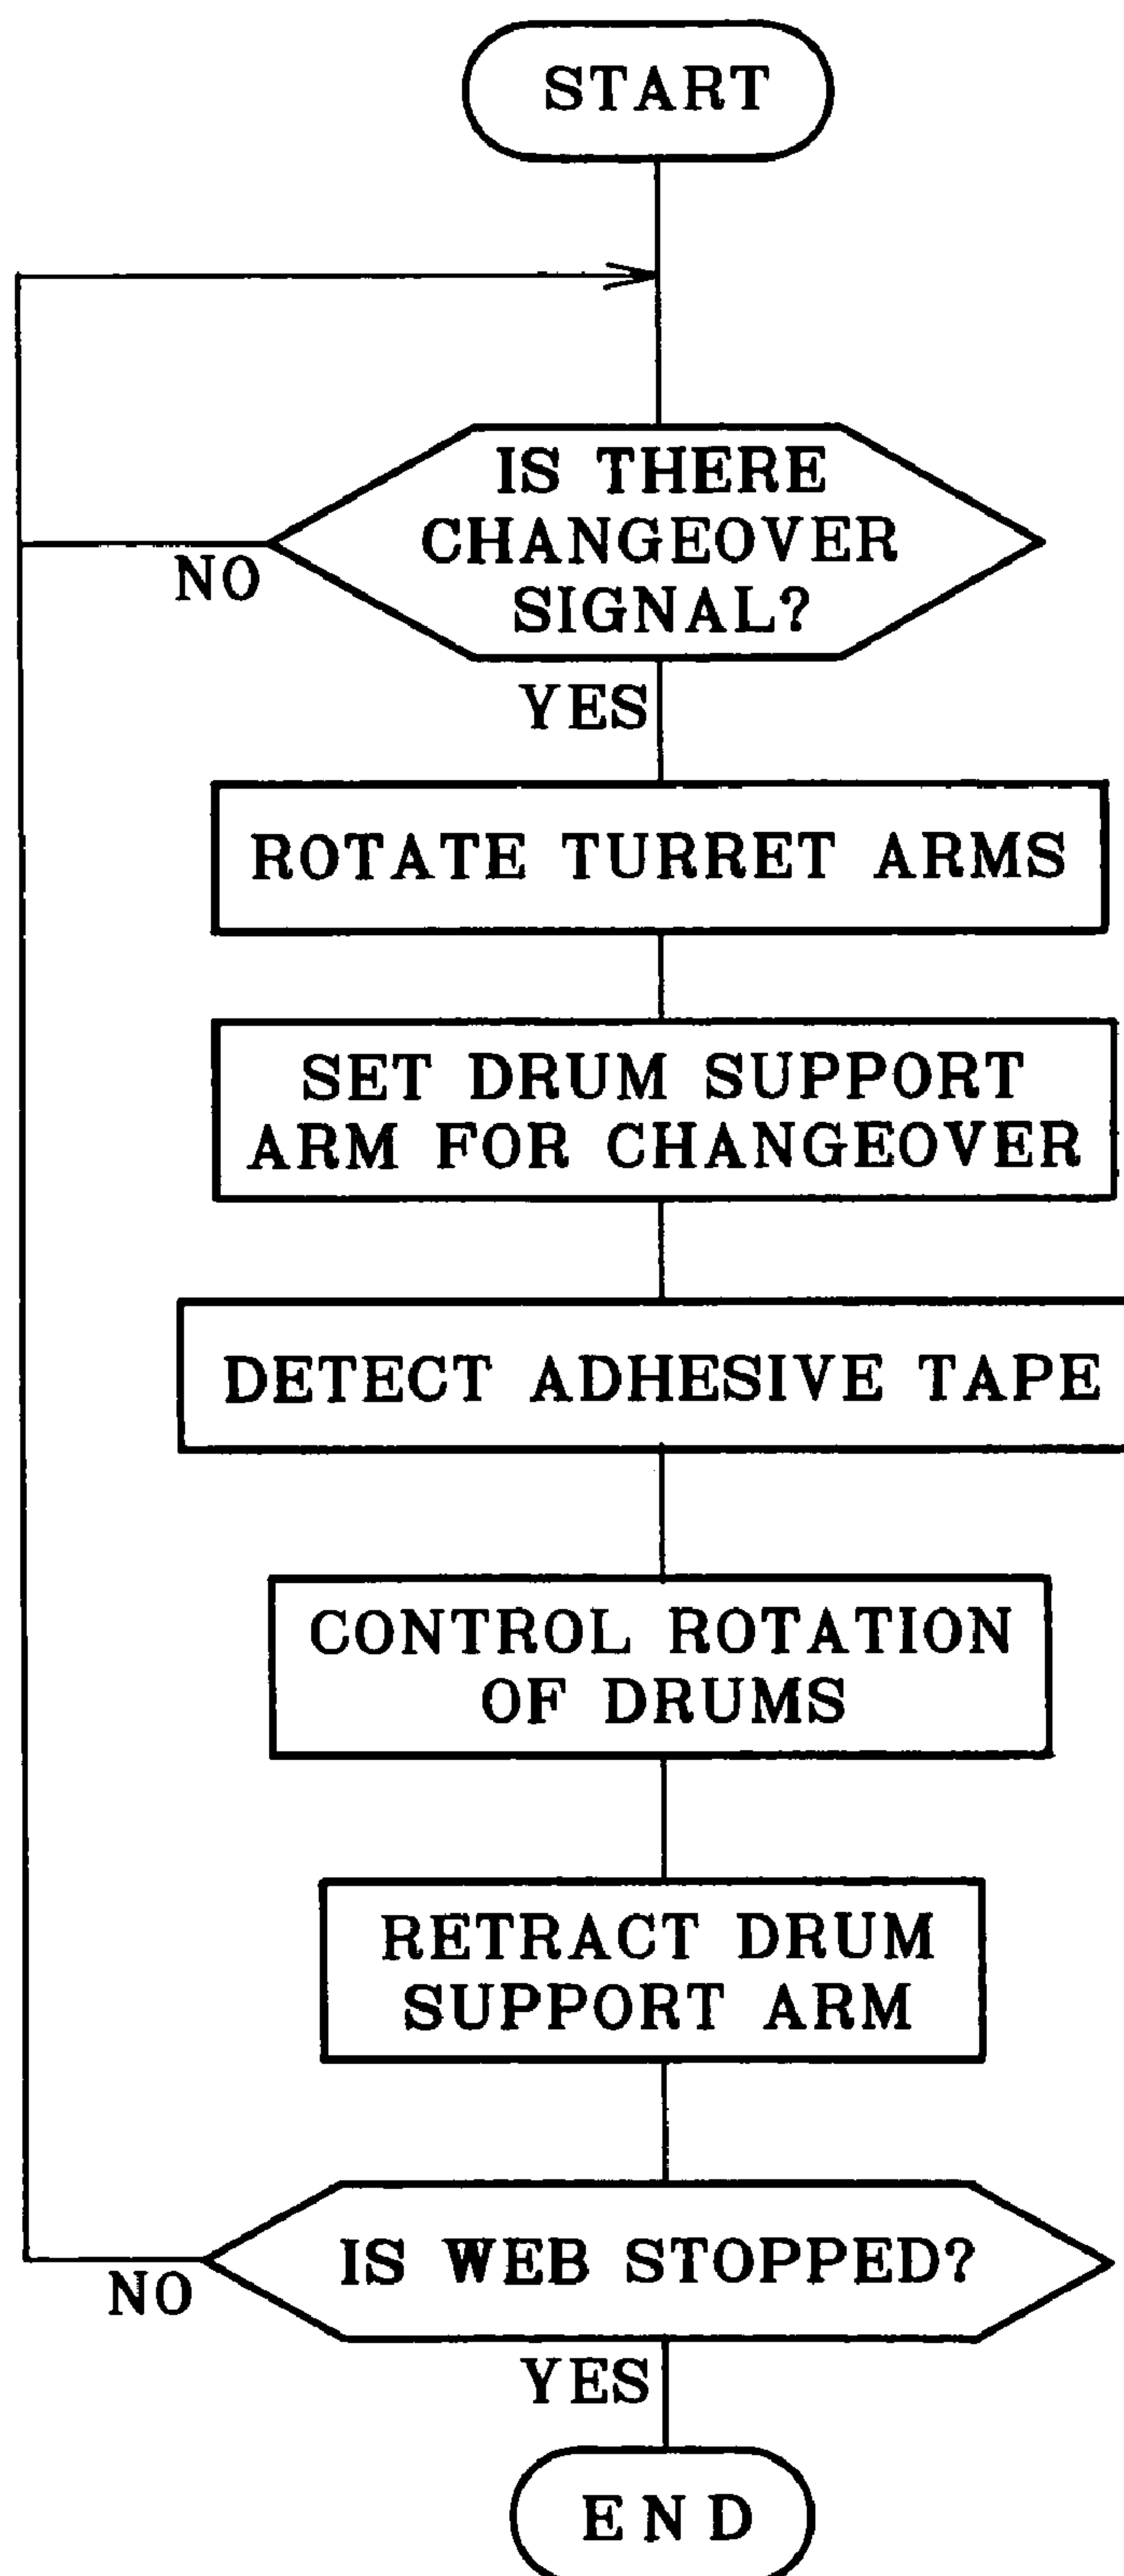 START
IS THERE
CHANGEOVER
SIGNAL?
NO
YES
ROTATE TURRET ARMS
SET DRUM SUPPORT
ARM FOR CHANGEOVER
DETECT ADHESIVE TAPE
CONTROL ROTATION
OF DRUMS
RETRACT DRUM
SUPPORT ARM
IS WEB STOPPED?
NO
YES
END